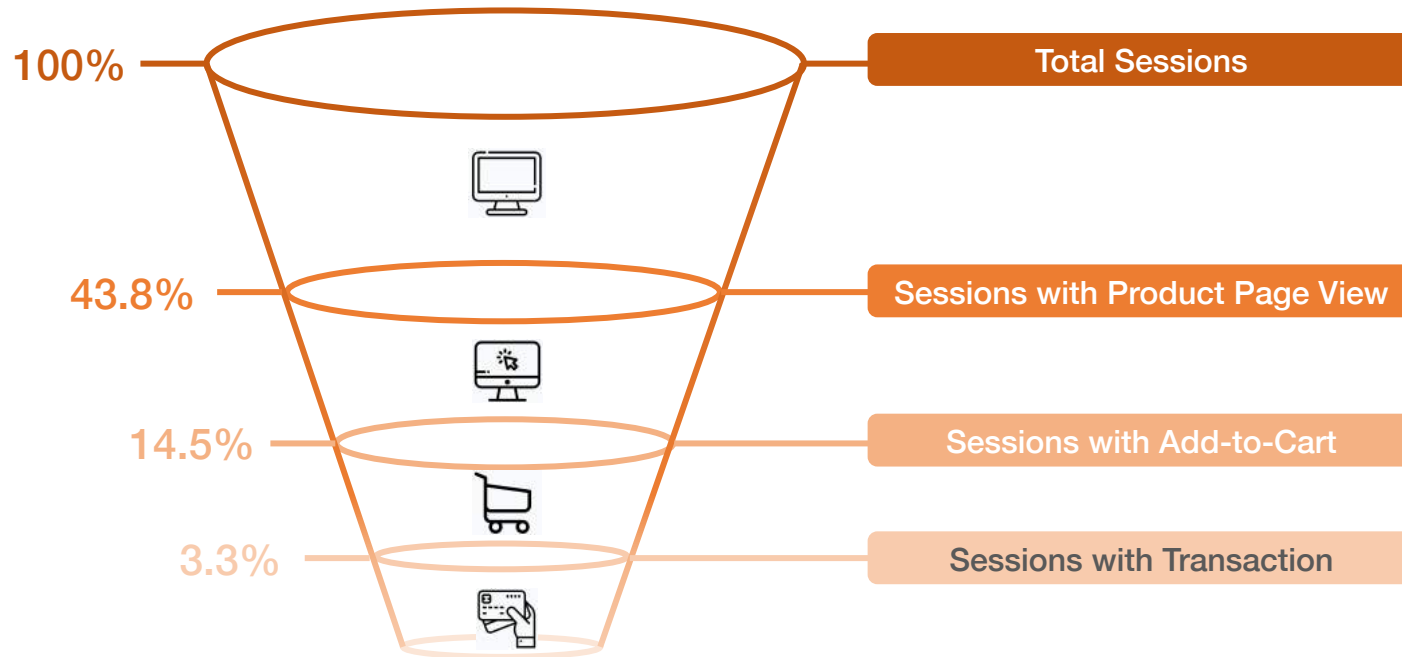 100%
Total Sessions
43.8%
Sessions with Product Page View
14.5%
Sessions with Add-to-Cart
3.3%
Sessions with Transaction